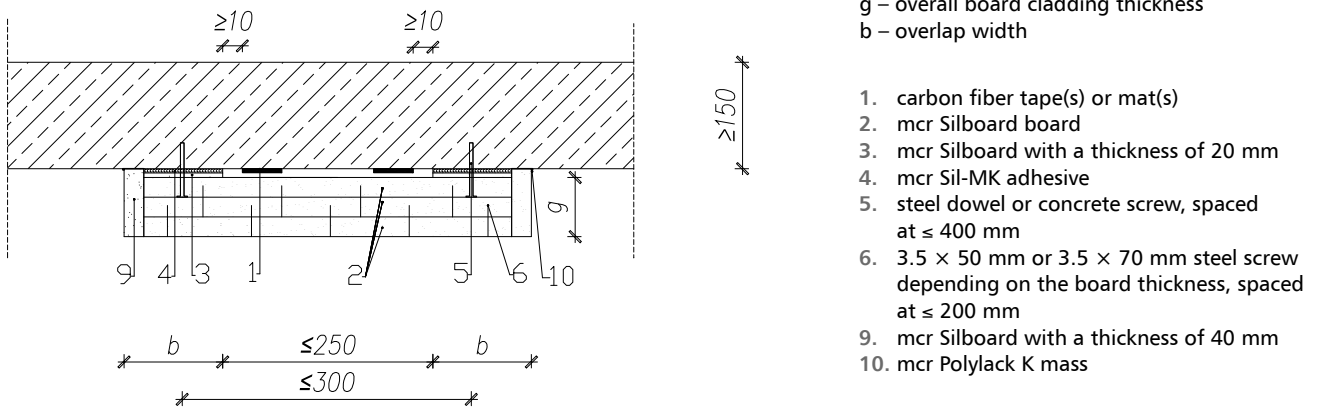 ≥10
≥10
≥150
g
9
4
3
1
2
5
6
10
b
≤250
b
≤300
g – overall board cladding thickness
b – overlap width
1. carbon fiber tape(s) or mat(s)
2. mcr Silboard board
3. mcr Silboard with a thickness of 20 mm
4. mcr Sil-MK adhesive
5. steel dowel or concrete screw, spaced
at ≤ 400 mm
6. 3.5 × 50 mm or 3.5 × 70 mm steel screw
depending on the board thickness, spaced
at ≤ 200 mm
9. mcr Silboard with a thickness of 40 mm
10. mcr Polylack K mass